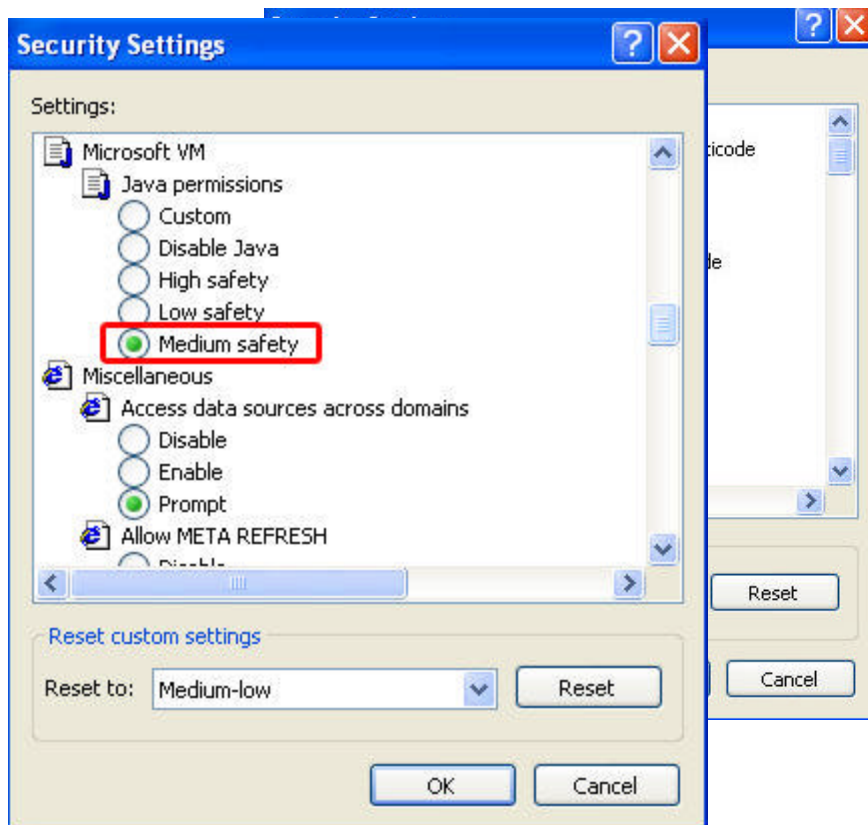 Security Settings
Settings:
Microsoft VM
Java permissions
Custom
Disable Java
High safety
Low safety
Medium safety
Miscellaneous
Access data sources across domains
Disable
Enable
Prompt
Allow META REFRESH
Reset custom settings
Reset to:
Medium-low
Reset
OK
Cancel
ticode
de
Reset
Cancel